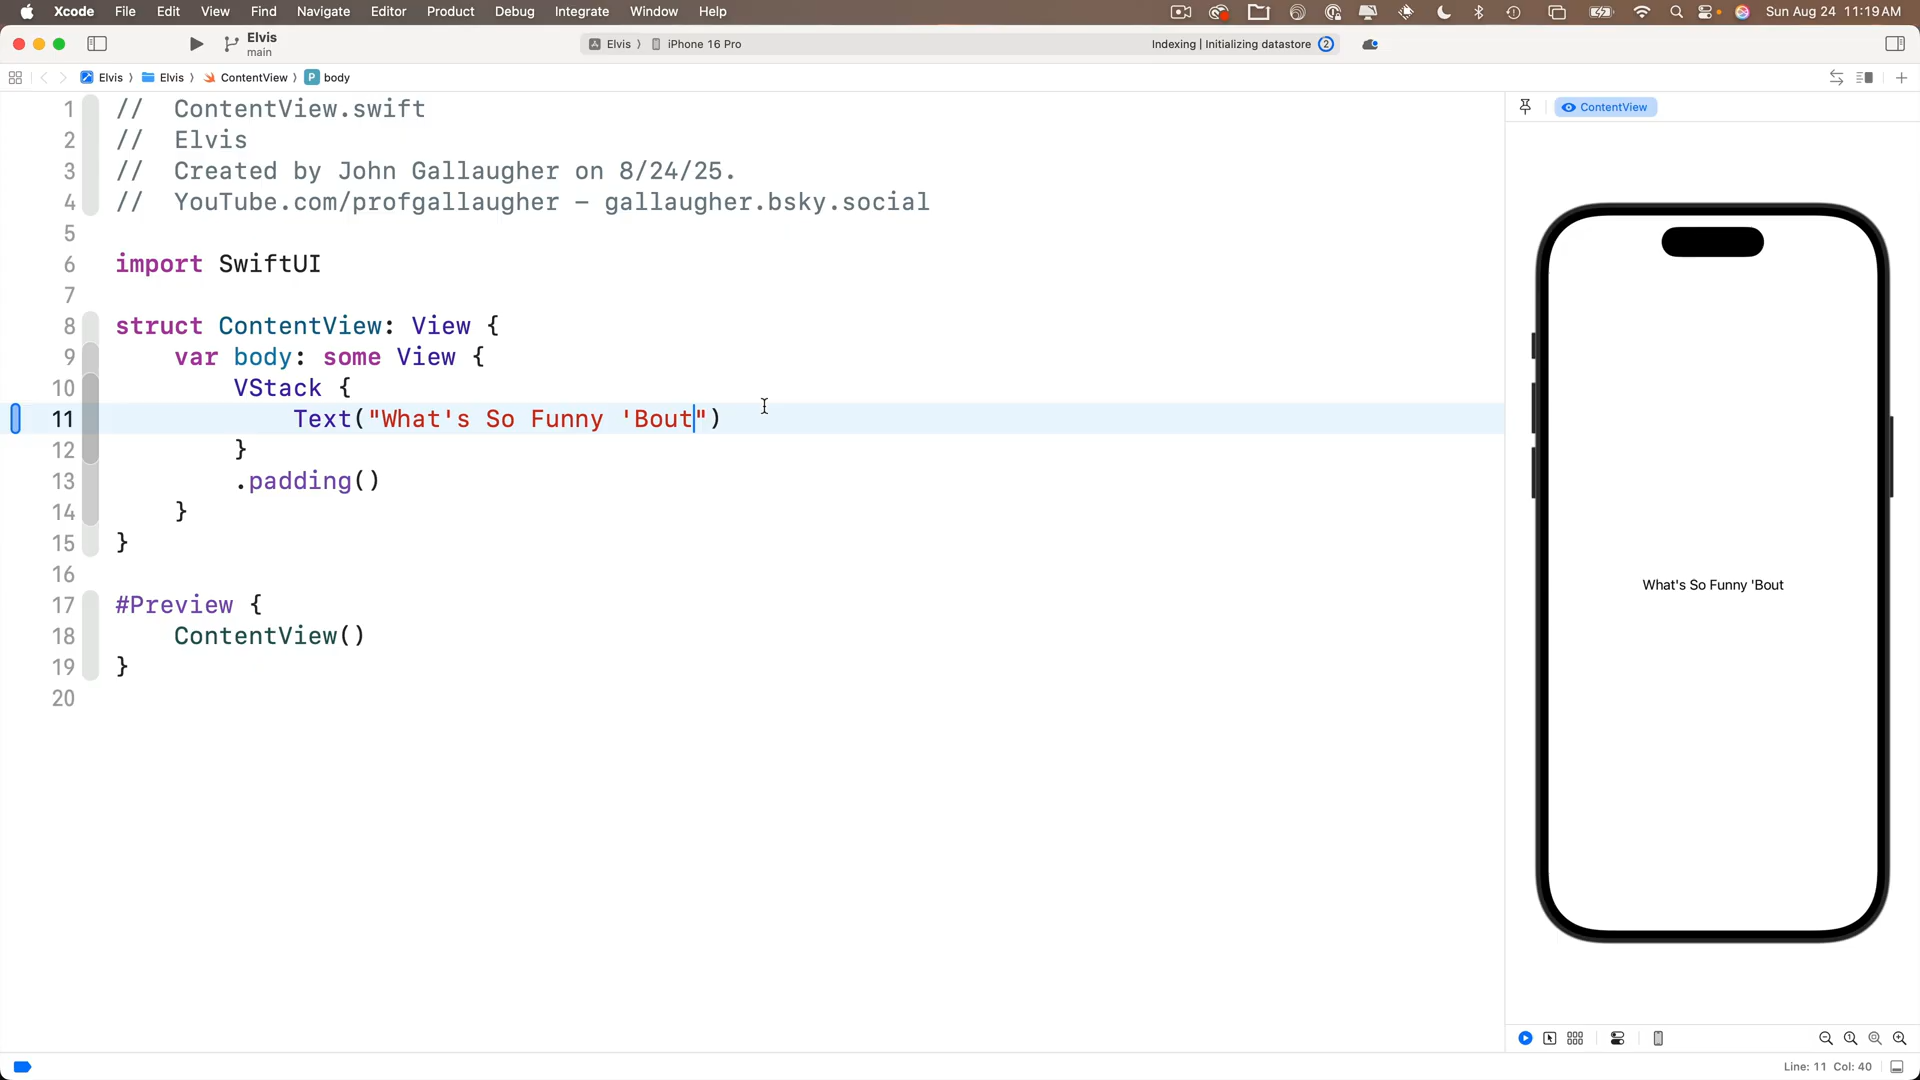 Xcode File Edit View Find Navigate Editor Product Debug Integrate Window Help Sun Aug 24 11:19 AM
Elvis
main
Elvis 〉 iPhone 16 Pro
Indexing | Initializing datastore 2
Elvis 〉 Elvis 〉 ContentView 〉 P body
1 // ContentView.swift
2 // Elvis
3 // Created by John Gallaugher on 8/24/25.
4 // YouTube.com/profgallaugher – gallaugher.bsky.social
5
6 import SwiftUI
7
8 struct ContentView: View {
9 var body: some View {
10 VStack {
11 Text("What's So Funny 'Bout")
12 }
13 .padding()
14 }
15 }
16
17 #Preview {
18 ContentView()
19 }
20
ContentView
What's So Funny 'Bout
Line: 11 Col: 40